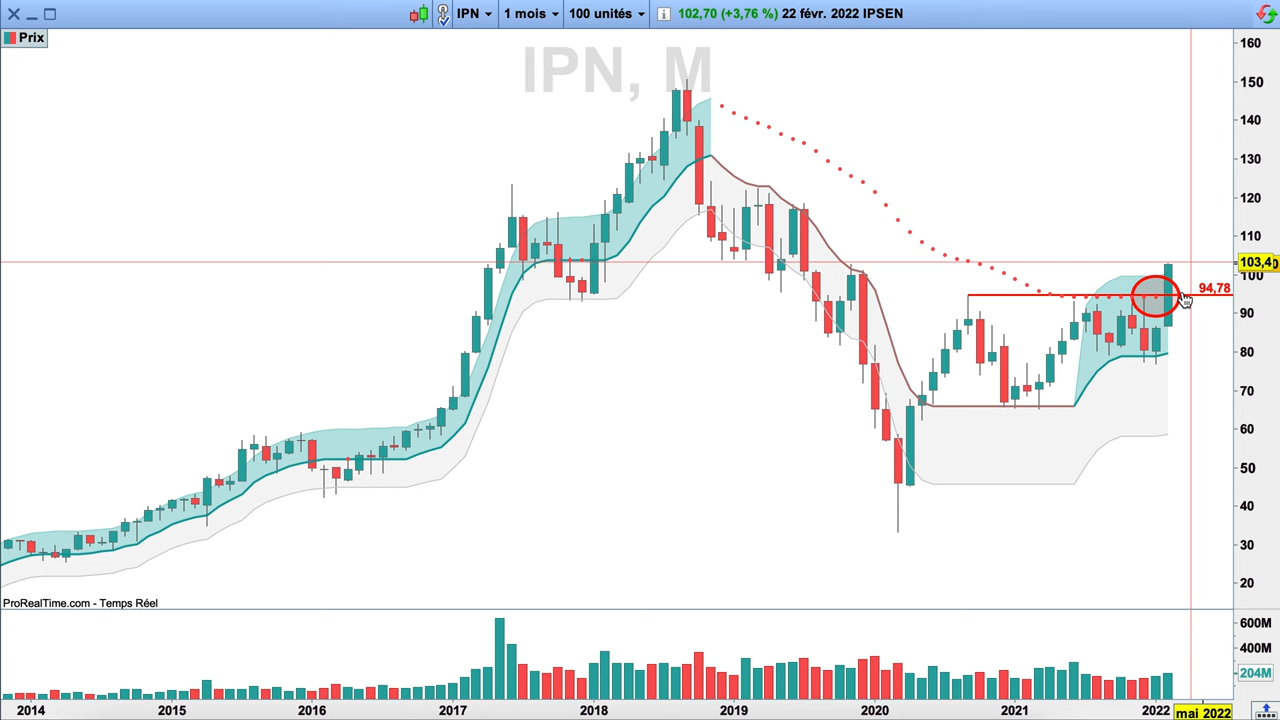 IPN 1 mois 100 unités 102,70 (+3,76 %) 22 févr. 2022 IPSEN
Prix
IPN, M
160
150
140
130
120
110
103,40
100
94,78
90
80
70
60
50
40
30
20
ProRealTime.com - Temps Réel
600M
400M
204M
2014 2015 2016 2017 2018 2019 2020 2021 2022
mai 2022